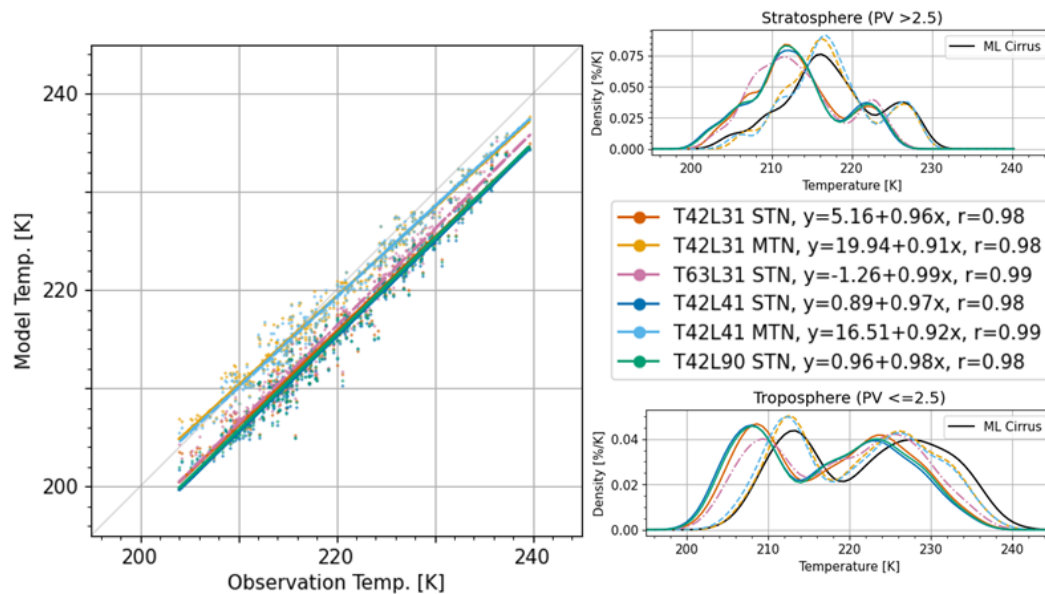 240
220
200
Model Temp. [K]
200
220
240
Observation Temp. [K]
Stratosphere (PV >2.5)
ML Cirrus
0.075
0.050
0.025
0.000
Density [%/K]
200
210
220
230
240
Temperature [K]
T42L31 STN, y=5.16+0.96x, r=0.98
T42L31 MTN, y=19.94+0.91x, r=0.98
T63L31 STN, y=-1.26+0.99x, r=0.99
T42L41 STN, y=0.89+0.97x, r=0.98
T42L41 MTN, y=16.51+0.92x, r=0.99
T42L90 STN, y=0.96+0.98x, r=0.98
Troposphere (PV <=2.5)
ML Cirrus
0.04
0.02
0.00
Density [%/K]
200
210
220
230
240
Temperature [K]